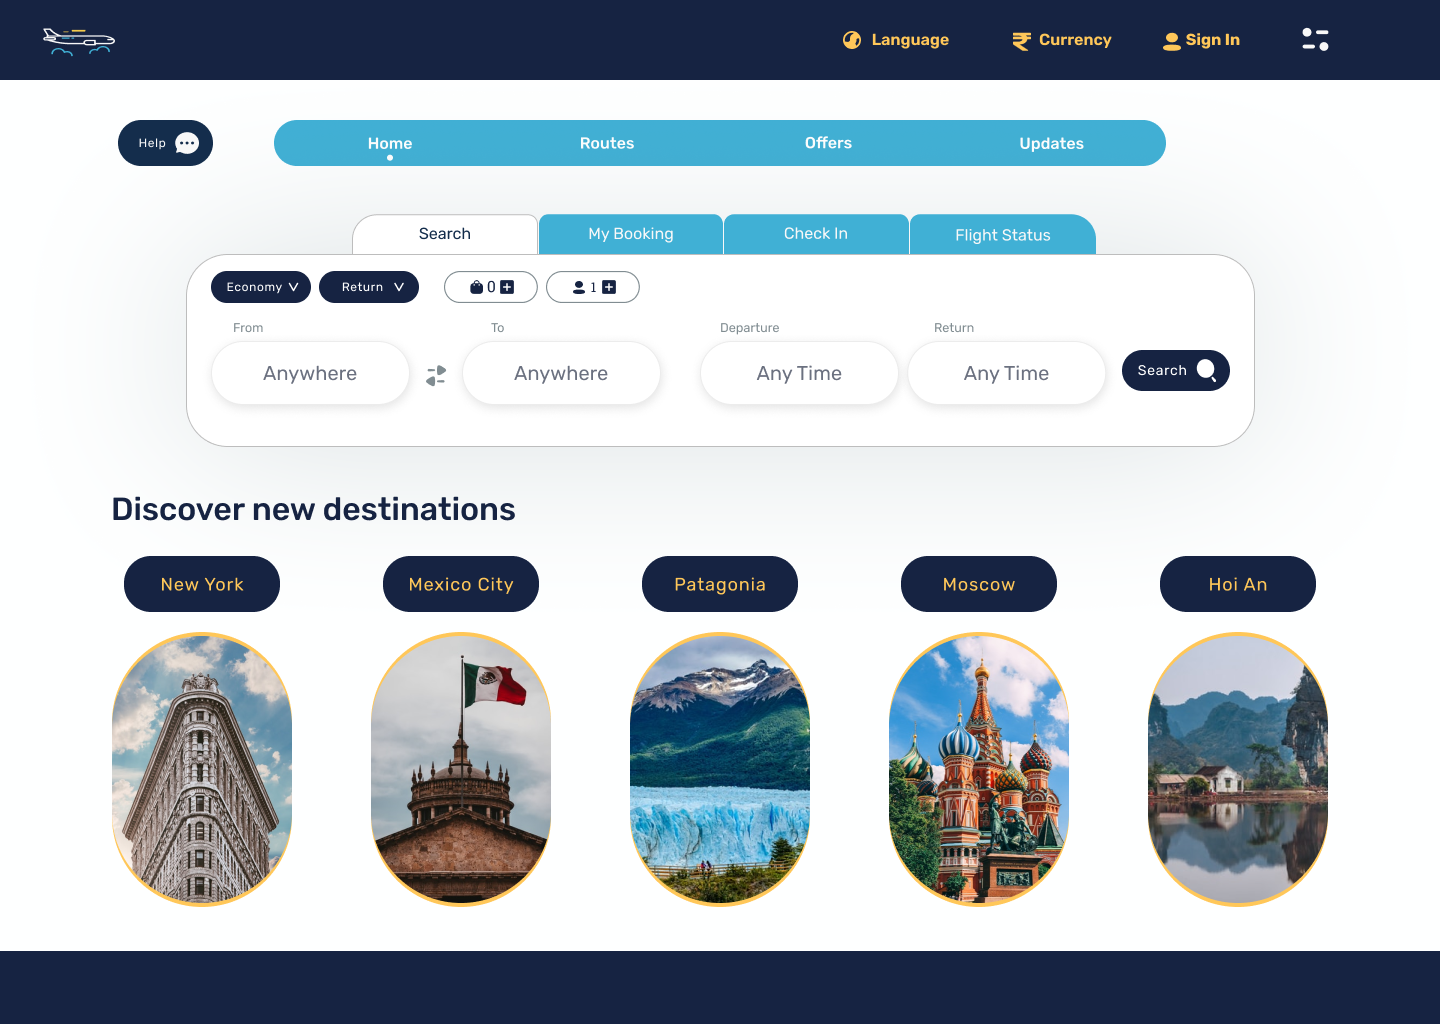 Language
₹ Currency
Sign In
Help
Home
Routes
Offers
Updates
Search
My Booking
Check In
Flight Status
Economy
Return
0
1
From
To
Departure
Return
Anywhere
Anywhere
Any Time
Any Time
Search
Discover new destinations
New York
Mexico City
Patagonia
Moscow
Hoi An